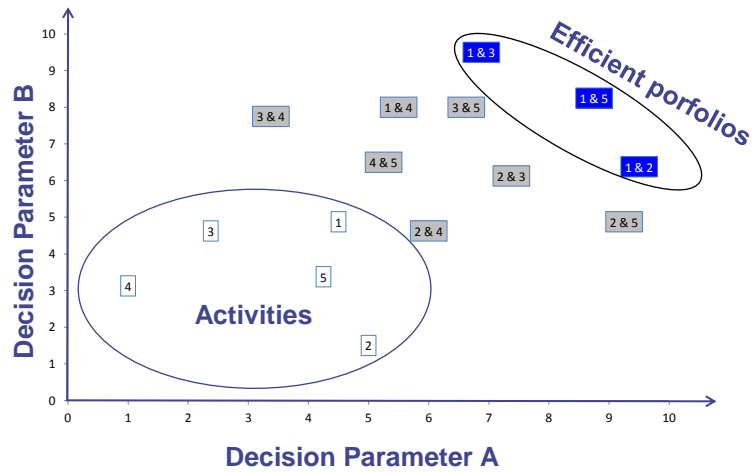 Efficient porfolios
Decision Parameter B
10
9
8
7
6
5
4
3
2
1
0
1 & 3
1 & 5
3 & 4
1 & 4
3 & 5
4 & 5
2 & 3
1 & 2
2 & 4
2 & 5
1
3
5
4
2
Activities
0 1 2 3 4 5 6 7 8 9 10
Decision Parameter A